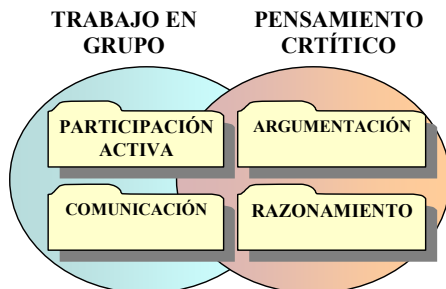 TRABAJO EN
GRUPO
PENSAMIENTO
CRTÍTICO
PARTICIPACIÓN
ACTIVA
ARGUMENTACIÓN
COMUNICACIÓN
RAZONAMIENTO